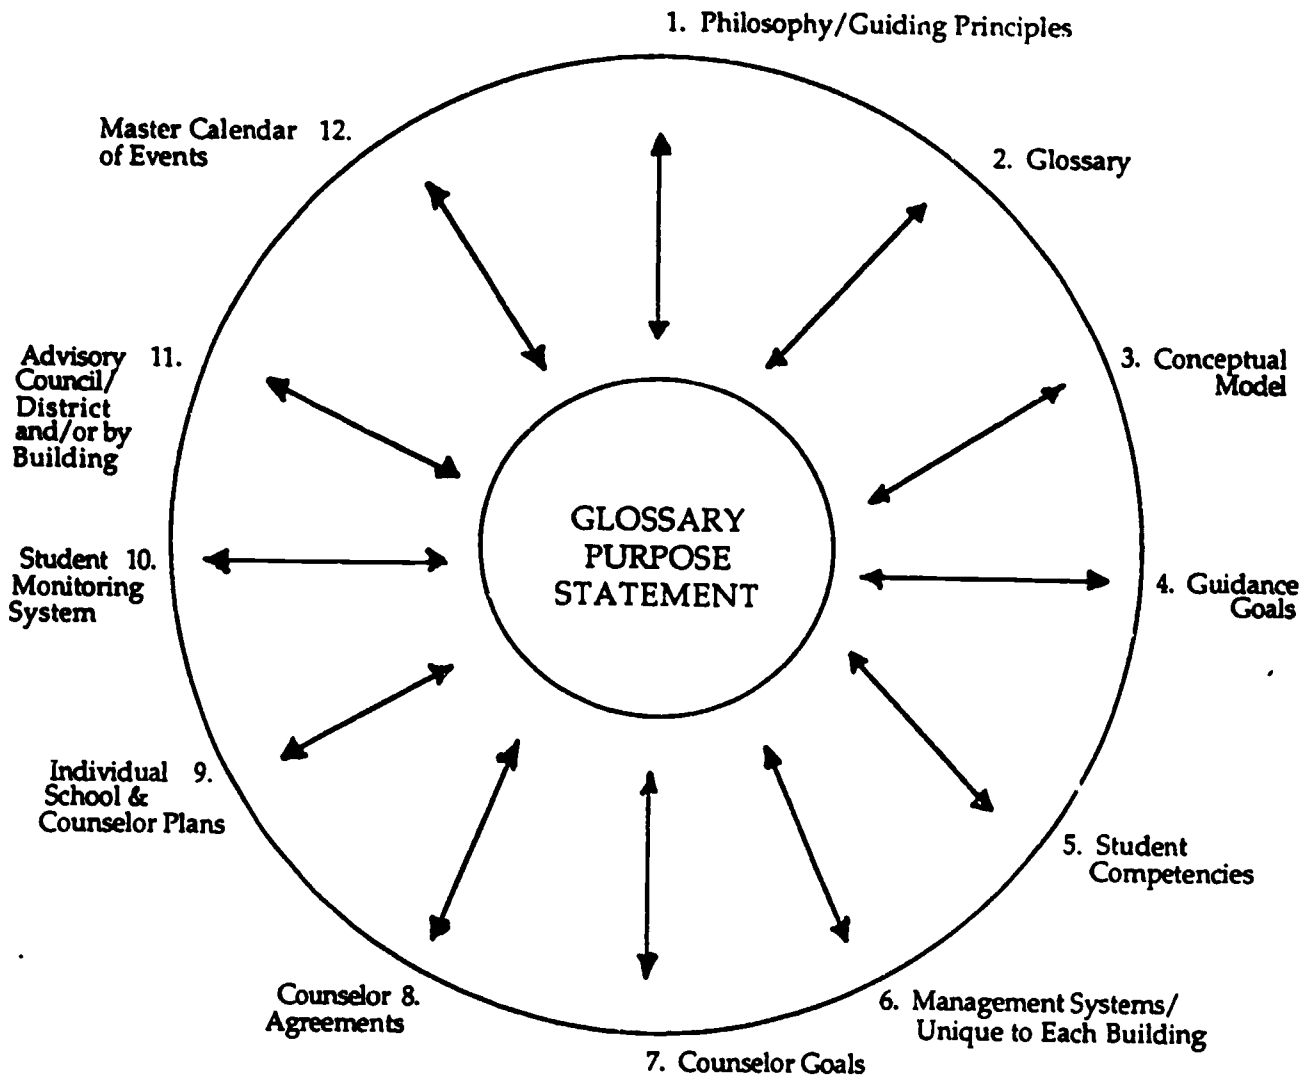 1. Philosophy/Guiding Principles
2. Glossary
3. Conceptual
Model
4. Guidance
Goals
5. Student
Competencies
6. Management Systems/
Unique to Each Building
7. Counselor Goals
Counselor 8.
Agreements
Individual 9.
School &
Counselor Plans
Student 10.
Monitoring
System
Advisory 11.
Council/
District
and/or by
Building
Master Calendar 12.
of Events
GLOSSARY
PURPOSE
STATEMENT